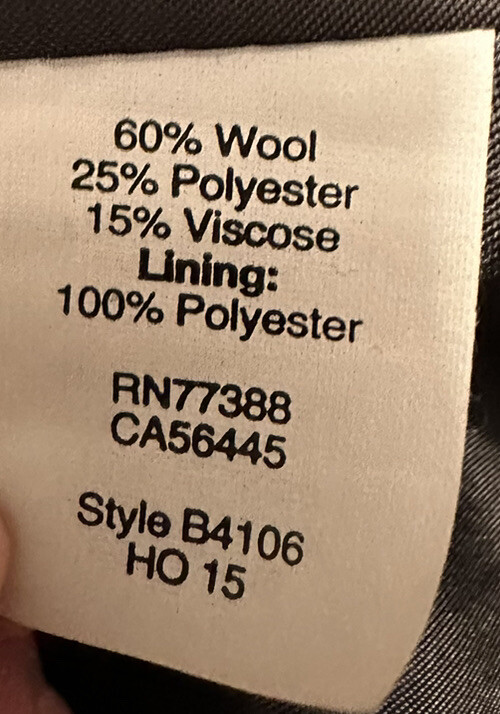 60% Wool
25% Polyester
15% Viscose
Lining:
100% Polyester
RN77388
CA56445
Style B4106
HO 15